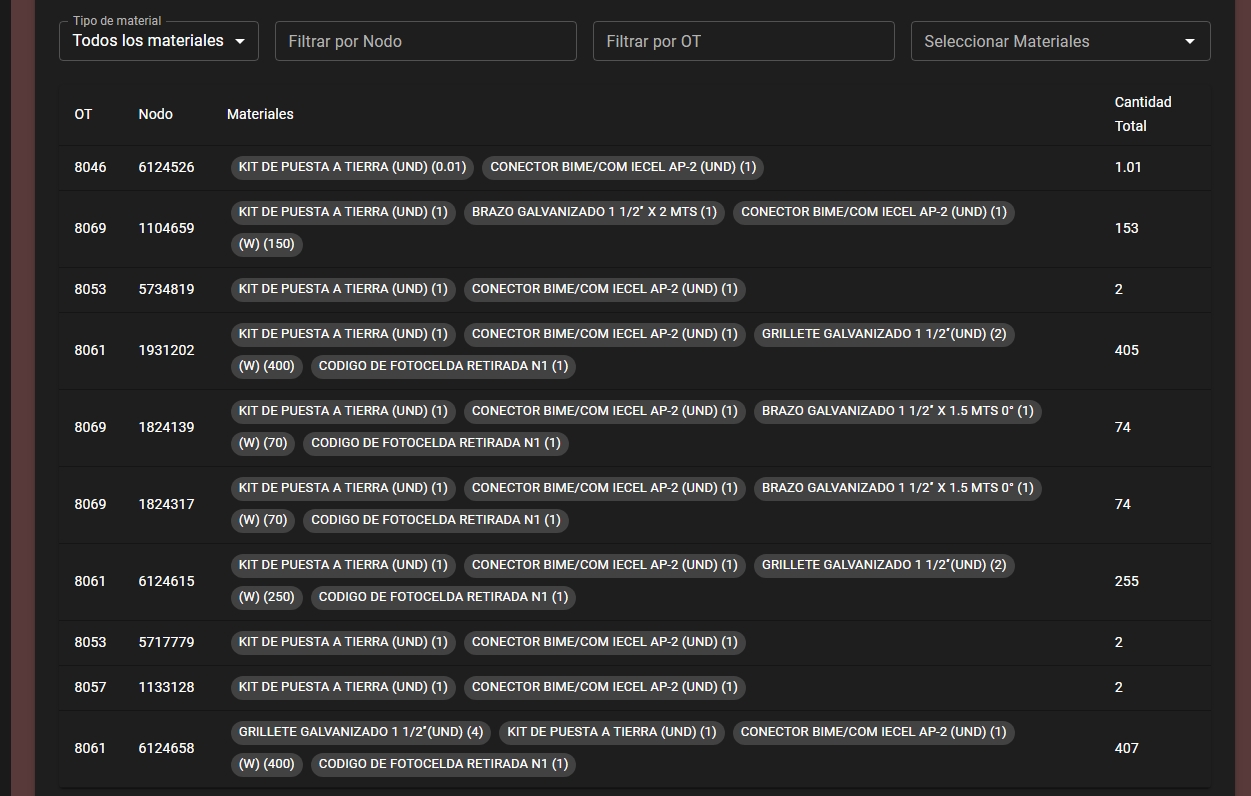 Tipo de material
Todos los materiales Filtrar por Nodo Filtrar por OT Seleccionar Materiales
OT Nodo Materiales Cantidad Total
8046 6124526 KIT DE PUESTA A TIERRA (UND) (0.01) CONECTOR BIME/COM IECEL AP-2 (UND) (1) 1.01
8069 1104659 KIT DE PUESTA A TIERRA (UND) (1) BRAZO GALVANIZADO 1 1/2" X 2 MTS (1) CONECTOR BIME/COM IECEL AP-2 (UND) (1)
(W) (150) 153
8053 5734819 KIT DE PUESTA A TIERRA (UND) (1) CONECTOR BIME/COM IECEL AP-2 (UND) (1) 2
8061 1931202 KIT DE PUESTA A TIERRA (UND) (1) CONECTOR BIME/COM IECEL AP-2 (UND) (1) GRILLETE GALVANIZADO 1 1/2"(UND) (2)
(W) (400) CODIGO DE FOTOCELDA RETIRADA N1 (1) 405
8069 1824139 KIT DE PUESTA A TIERRA (UND) (1) CONECTOR BIME/COM IECEL AP-2 (UND) (1) BRAZO GALVANIZADO 1 1/2" X 1.5 MTS 0° (1)
(W) (70) CODIGO DE FOTOCELDA RETIRADA N1 (1) 74
8069 1824317 KIT DE PUESTA A TIERRA (UND) (1) CONECTOR BIME/COM IECEL AP-2 (UND) (1) BRAZO GALVANIZADO 1 1/2" X 1.5 MTS 0° (1)
(W) (70) CODIGO DE FOTOCELDA RETIRADA N1 (1) 74
8061 6124615 KIT DE PUESTA A TIERRA (UND) (1) CONECTOR BIME/COM IECEL AP-2 (UND) (1) GRILLETE GALVANIZADO 1 1/2"(UND) (2)
(W) (250) CODIGO DE FOTOCELDA RETIRADA N1 (1) 255
8053 5717779 KIT DE PUESTA A TIERRA (UND) (1) CONECTOR BIME/COM IECEL AP-2 (UND) (1) 2
8057 1133128 KIT DE PUESTA A TIERRA (UND) (1) CONECTOR BIME/COM IECEL AP-2 (UND) (1) 2
8061 6124658 GRILLETE GALVANIZADO 1 1/2"(UND) (4) KIT DE PUESTA A TIERRA (UND) (1) CONECTOR BIME/COM IECEL AP-2 (UND) (1)
(W) (400) CODIGO DE FOTOCELDA RETIRADA N1 (1) 407